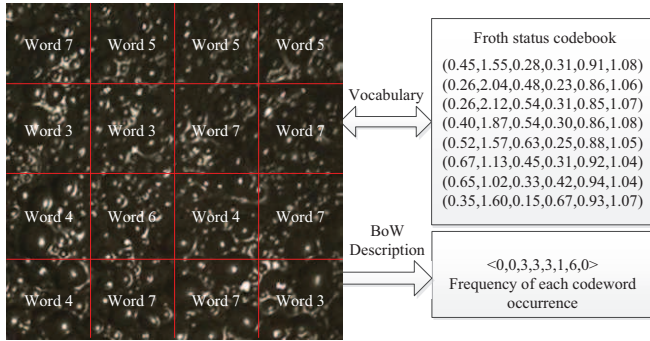 Word 7 Word 5 Word 5 Word 5
Word 3 Word 3 Word 7 Word 7
Word 4 Word 6 Word 4 Word 7
Word 4 Word 7 Word 7 Word 3
Vocabulary
BoW
Description
Froth status codebook
(0.45,1.55,0.28,0.31,0.91,1.08)
(0.26,2.04,0.48,0.23,0.86,1.06)
(0.26,2.12,0.54,0.31,0.85,1.07)
(0.40,1.87,0.54,0.30,0.86,1.08)
(0.52,1.57,0.63,0.25,0.88,1.05)
(0.67,1.13,0.45,0.31,0.92,1.04)
(0.65,1.02,0.33,0.42,0.94,1.04)
(0.35,1.60,0.15,0.67,0.93,1.07)
<0,0,3,3,3,1,6,0>
Frequency of each codeword
occurrence